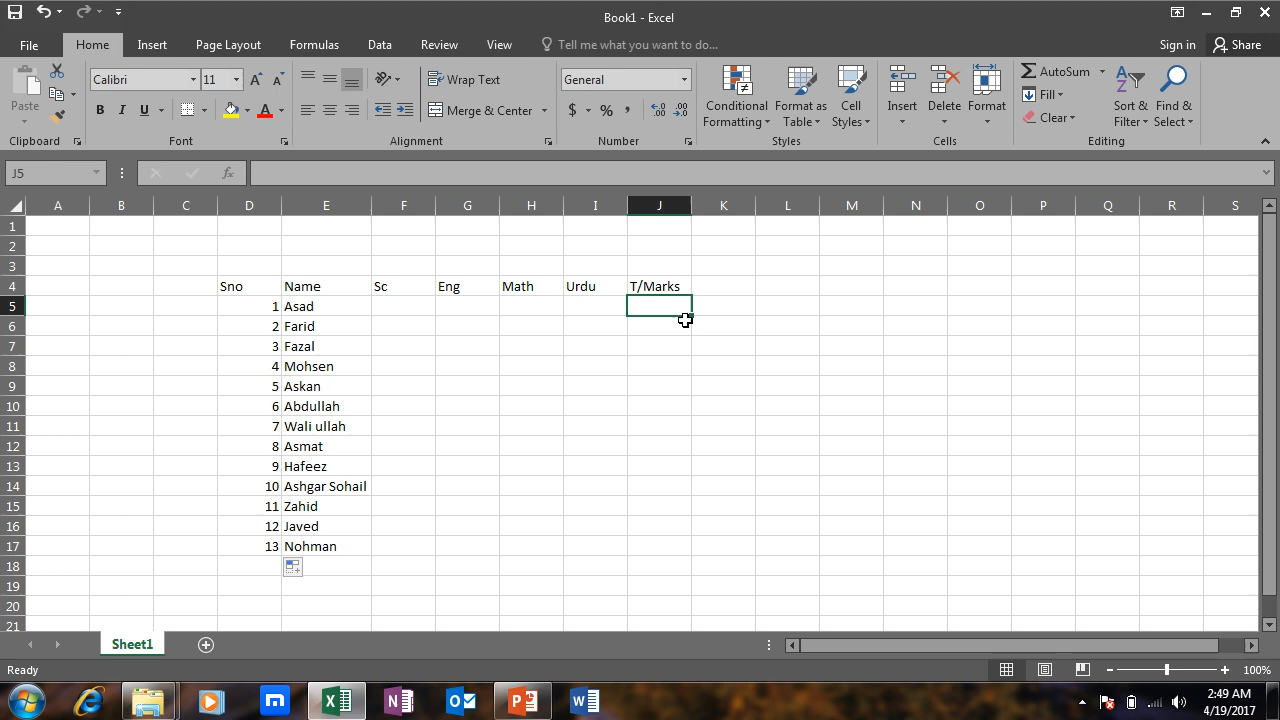 Book1 - Excel
File Home Insert Page Layout Formulas Data Review View Tell me what you want to do... Sign in Share
Paste
Clipboard
Calibri 11
B I U A
Font
Wrap Text
Merge & Center
Alignment
General
$ % ,
Number
Conditional Formatting
Format as Table
Cell Styles
Styles
Insert Delete Format
Cells
AutoSum
Fill
Clear
Sort & Filter
Find & Select
Editing
J5 fx
A B C D E F G H I J K L M N O P Q R S
1
2
3
4 Sno Name Sc Eng Math Urdu T/Marks
5 1 Asad
6 2 Farid
7 3 Fazal
8 4 Mohsen
9 5 Askan
10 6 Abdullah
11 7 Wali ullah
12 8 Asmat
13 9 Hafeez
14 10 Ashgar Sohail
15 11 Zahid
16 12 Javed
17 13 Nohman
18
19
20
21
Sheet1
Ready 100%
2:49 AM
4/19/2017